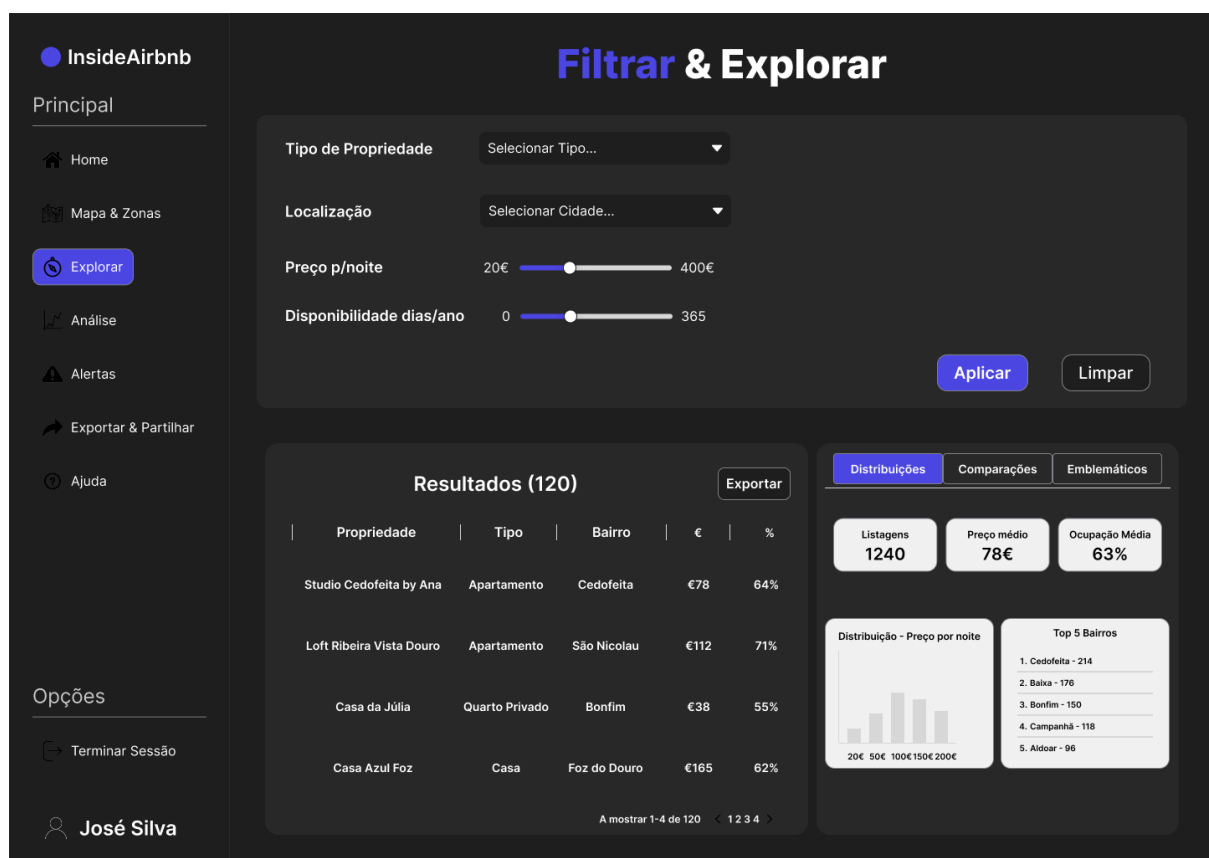 InsideAirbnb
Principal
Home
Mapa & Zonas
Explorar
Análise
Alertas
Exportar & Partilhar
Ajuda
Opções
Terminar Sessão
José Silva
Filtrar & Explorar
Tipo de Propriedade Selecionar Tipo...
Localização Selecionar Cidade...
Preço p/noite 20€ 400€
Disponibilidade dias/ano 0 365
Aplicar Limpar
Resultados (120) Exportar
Propriedade Tipo Bairro € %
Studio Cedofeita by Ana Apartamento Cedofeita €78 64%
Loft Ribeira Vista Douro Apartamento São Nicolau €112 71%
Casa da Júlia Quarto Privado Bonfim €38 55%
Casa Azul Foz Casa Foz do Douro €165 62%
A mostrar 1-4 de 120 < 1 2 3 4 >
Distribuições Comparações Emblemáticos
Listagens
1240
Preço médio
78€
Ocupação Média
63%
Distribuição - Preço por noite
20€ 50€ 100€ 150€ 200€
Top 5 Bairros
1. Cedofeita - 214
2. Baixa - 176
3. Bonfim - 150
4. Campanhã - 118
5. Aldoar - 96